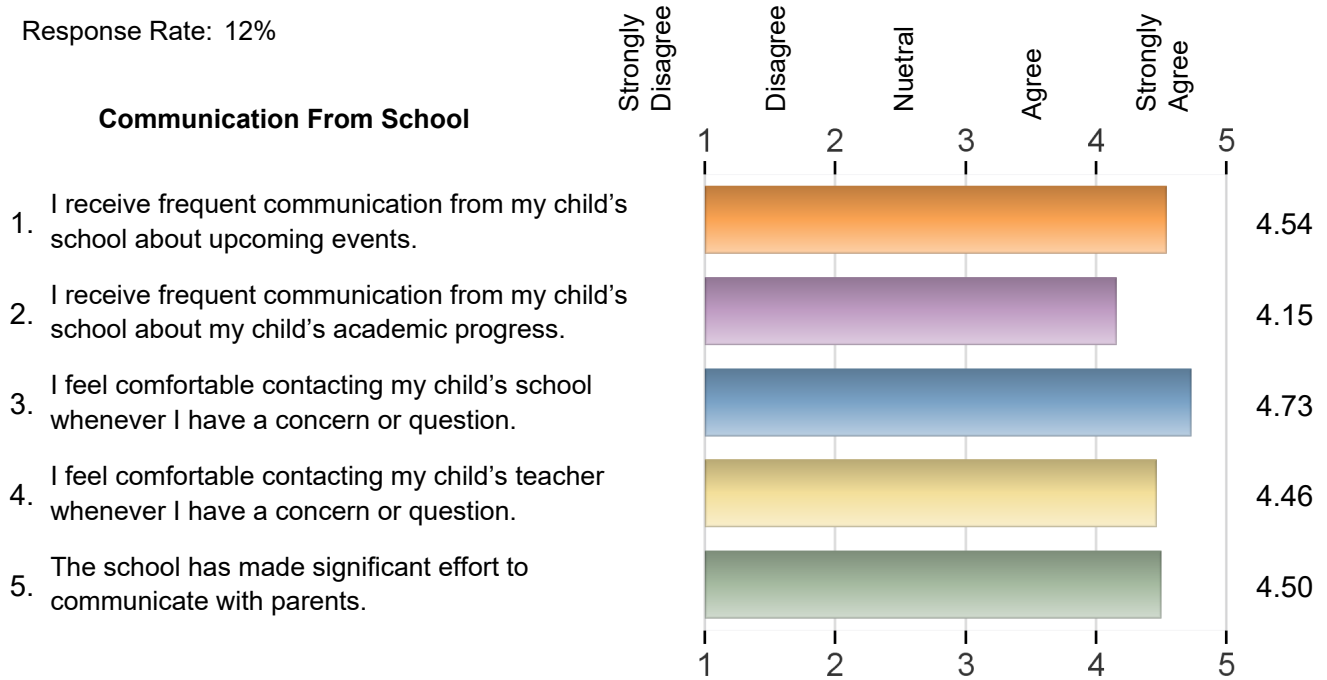 Response Rate: 12%
Strongly
Disagree
Disagree
Nuetral
Agree
Strongly
Agree
Communication From School
1 2 3 4 5
1. I receive frequent communication from my child’s
school about upcoming events.
4.54
2. I receive frequent communication from my child’s
school about my child’s academic progress.
4.15
3. I feel comfortable contacting my child’s school
whenever I have a concern or question.
4.73
4. I feel comfortable contacting my child’s teacher
whenever I have a concern or question.
4.46
5. The school has made significant effort to
communicate with parents.
4.50
1 2 3 4 5